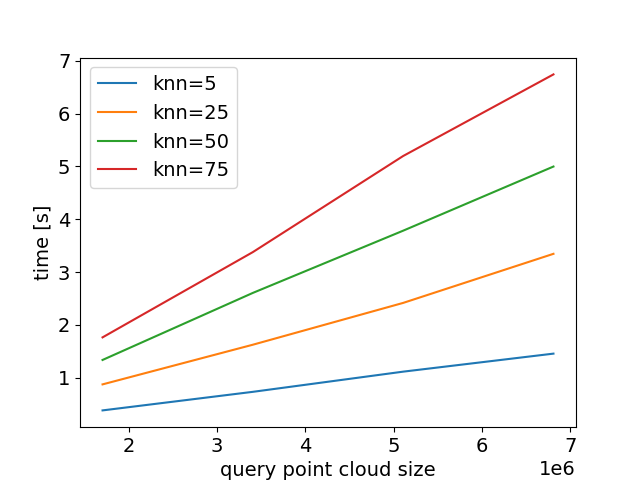 7
6
5
4
3
2
1
time [s]
knn=5
knn=25
knn=50
knn=75
2 3 4 5 6 7
1e6
query point cloud size